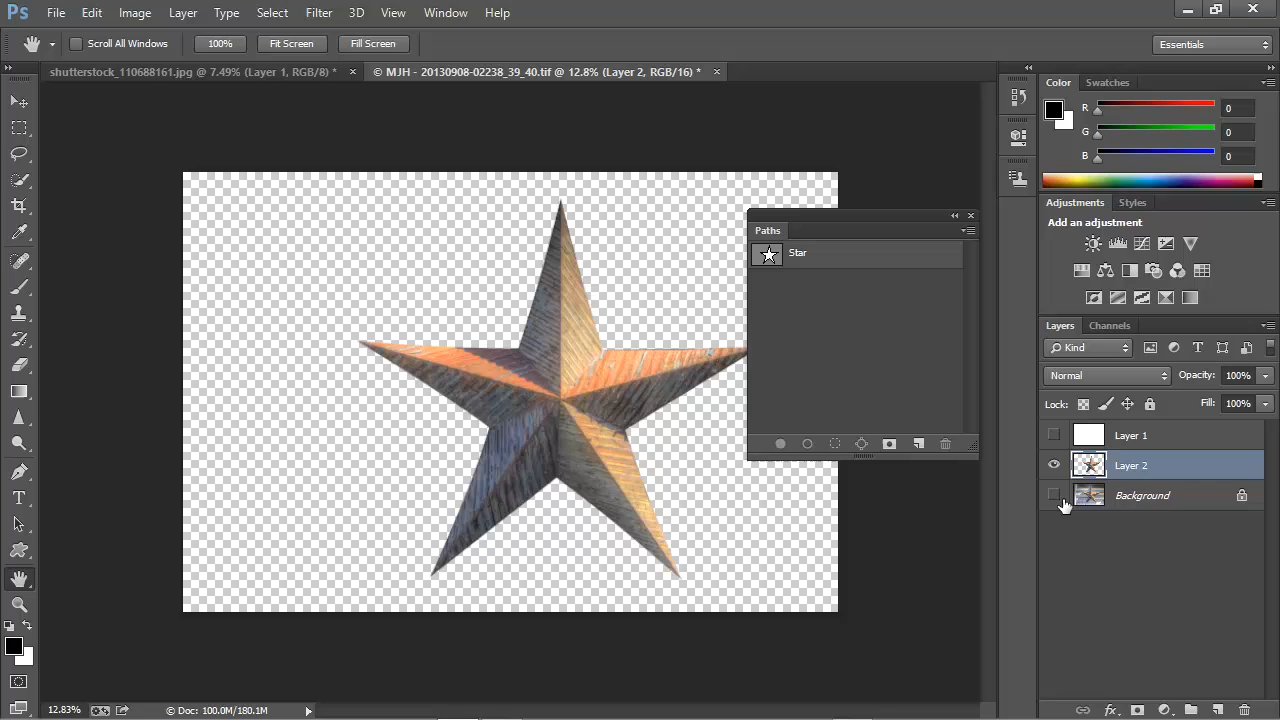 Ps File Edit Image Layer Type Select Filter 3D View Window Help
Scroll All Windows 100% Fit Screen Fill Screen Essentials
shutterstock_110688161.jpg @ 7.49% (Layer 1, RGB/8) * © MJH - 20130908-02238_39_40.tif @ 12.8% (Layer 2, RGB/16) *
Color Swatches
R 0
G 0
B 0
Adjustments Styles
Add an adjustment
Paths
Star
Layers Channels
Kind T
Normal Opacity: 100%
Lock: Fill: 100%
Layer 1
Layer 2
Background
T
12.83% © Doc: 100.0M/180.1M
fx